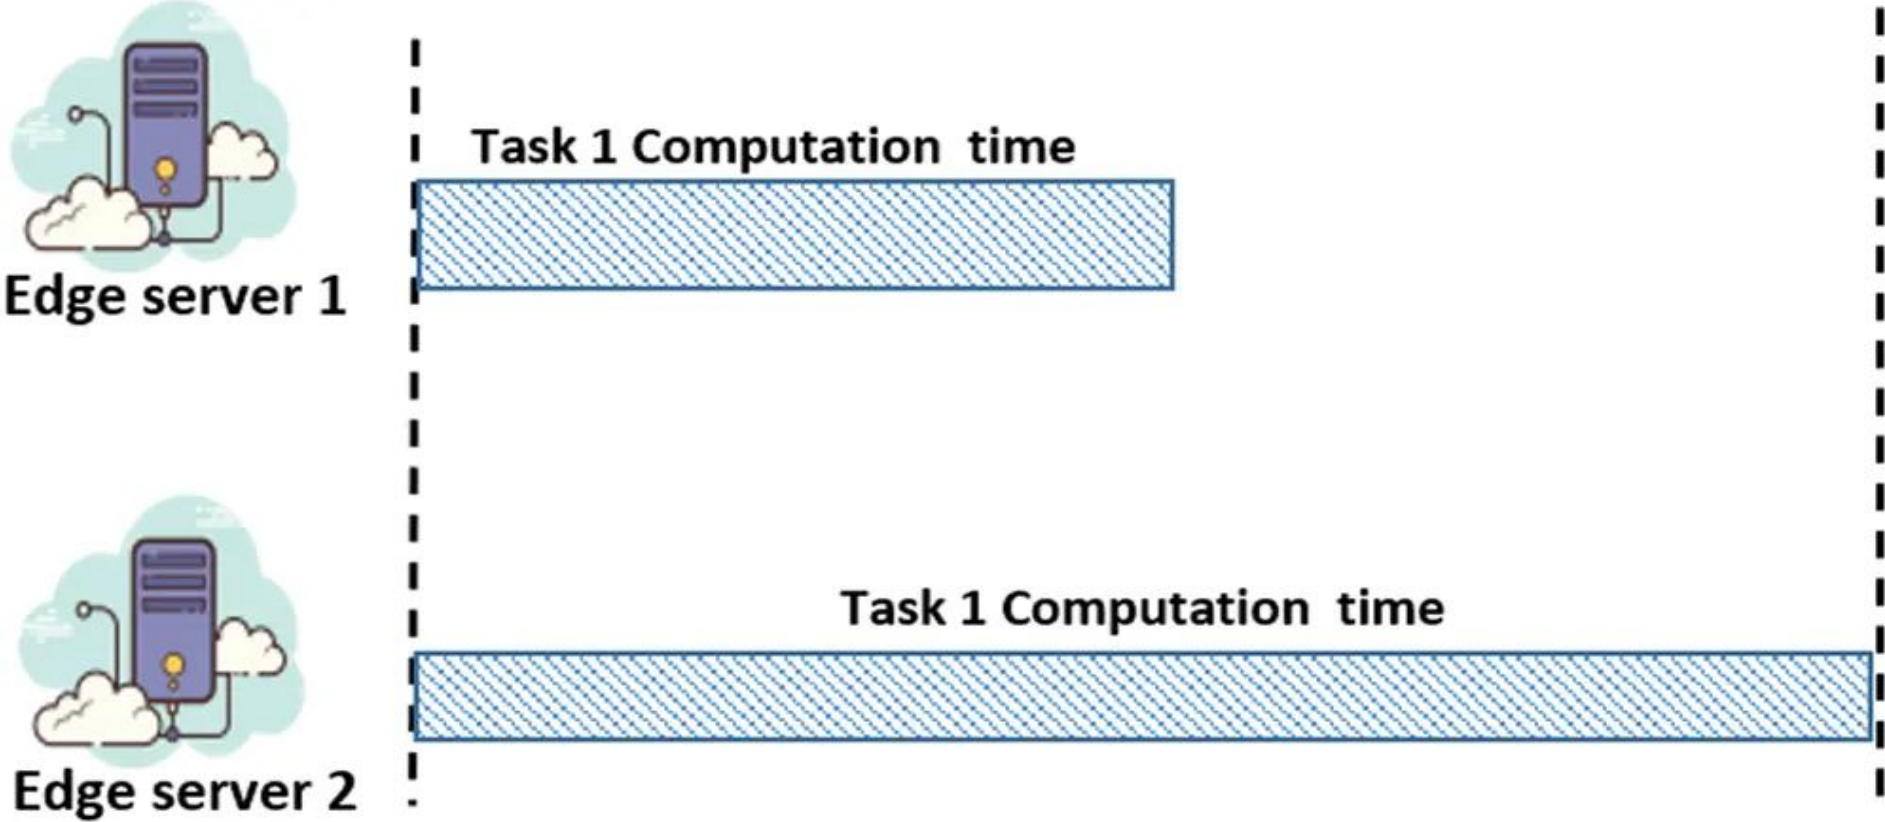 Task 1 Computation time
Edge server 1
Task 1 Computation time
Edge server 2